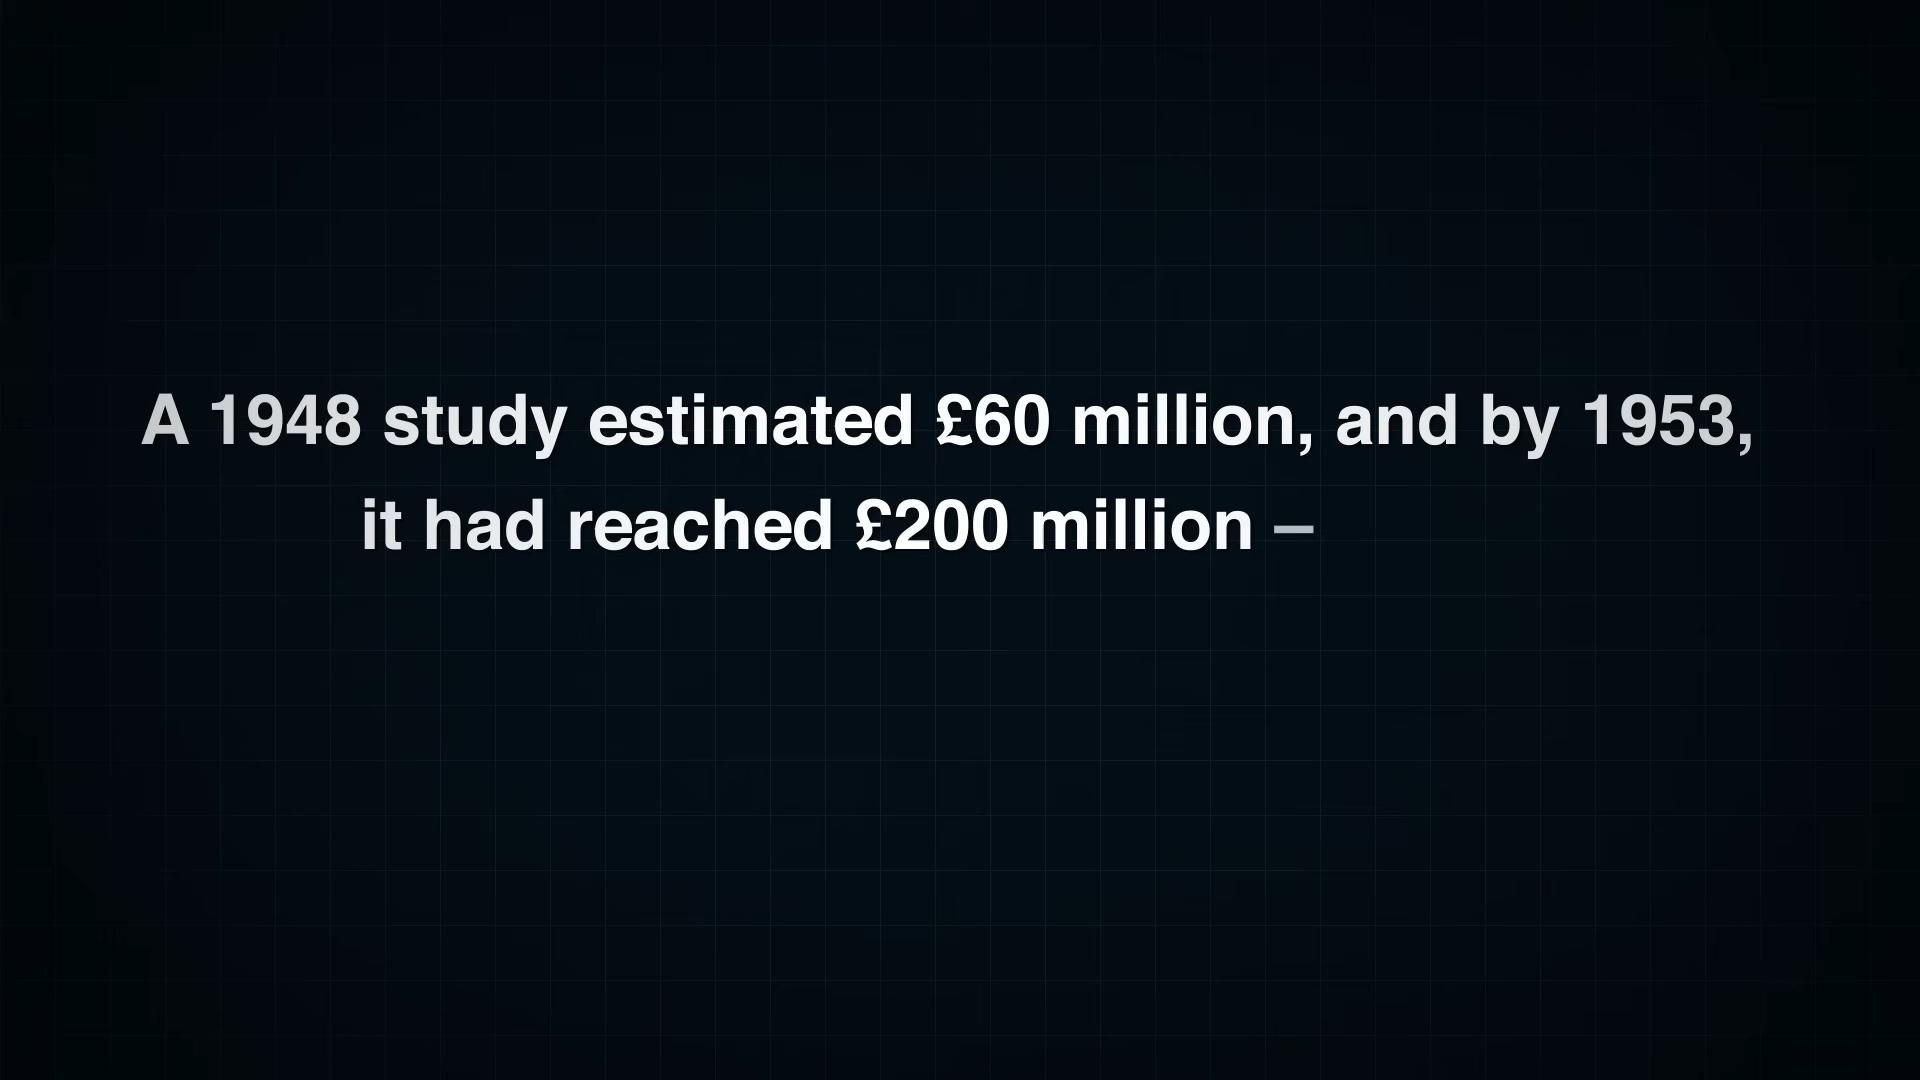 A 1948 study estimated £60 million, and by 1953,
it had reached £200 million –